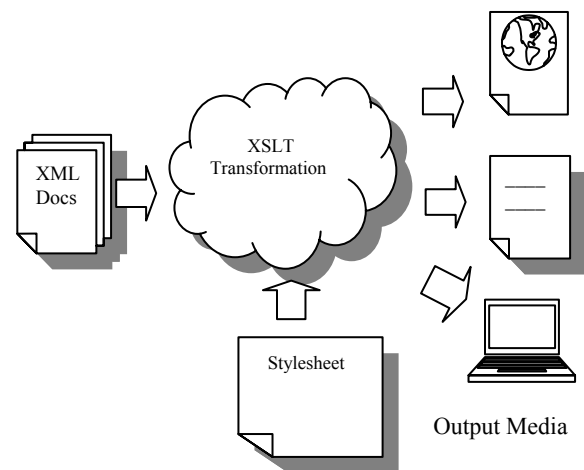 XML
Docs
XSLT
Transformation
Stylesheet
Output Media